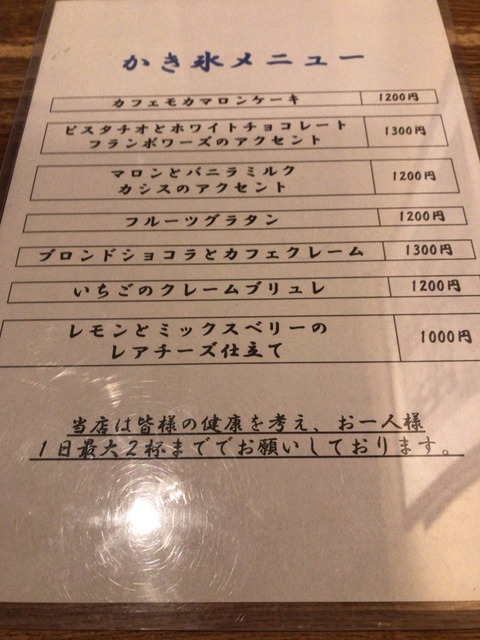 かき氷メニュー
カフェモカマロンケーキ 1200円
ピスタチオとホワイトチョコレート
フランボワーズのアクセント 1300円
マロンとバニラミルク
カシスのアクセント 1200円
フルーツグラタン 1200円
ブロンドショコラとカフェクレーム 1300円
いちごのクレームブリュレ 1200円
レモンとミックスベリーの
レアチーズ仕立て 1000円
当店は皆様の健康を考え、お一人様
1日最大2杯まででお願いしております。